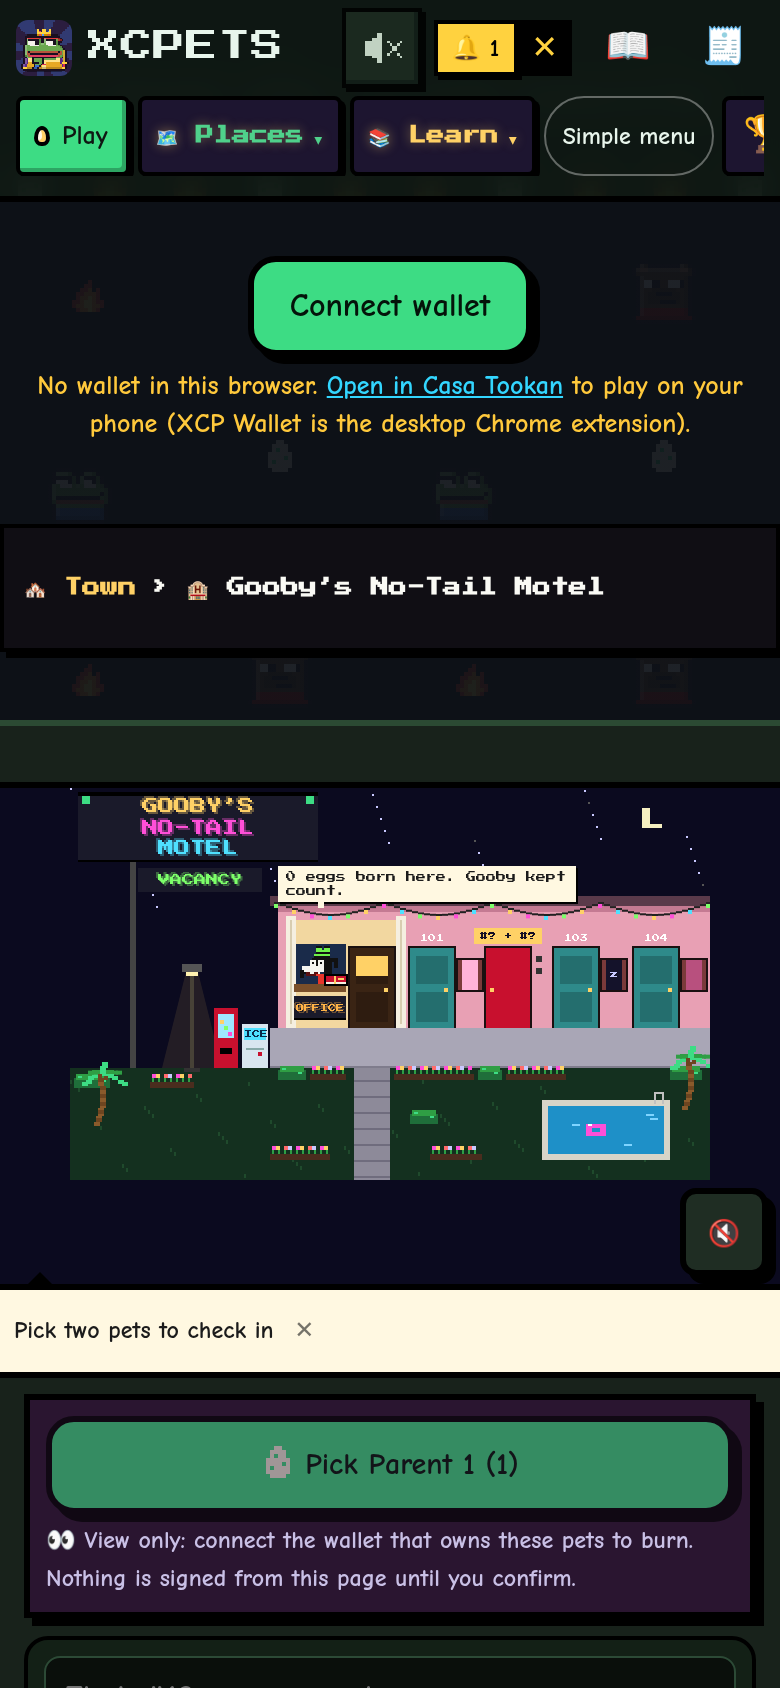 XCPETS
1
Play
Places
Learn
Simple menu
Connect wallet
No wallet in this browser. Open in Casa Tookan to play on your
phone (XCP Wallet is the desktop Chrome extension).
Town > Gooby's No-Tail Motel
GOOBY'S
NO-TAIL
MOTEL
VACANCY
0 eggs born here. Gooby kept
count.
101
#? + #?
103
104
Z
OFFICE
ICE
Pick two pets to check in
Pick Parent 1 (1)
View only: connect the wallet that owns these pets to burn.
Nothing is signed from this page until you confirm.